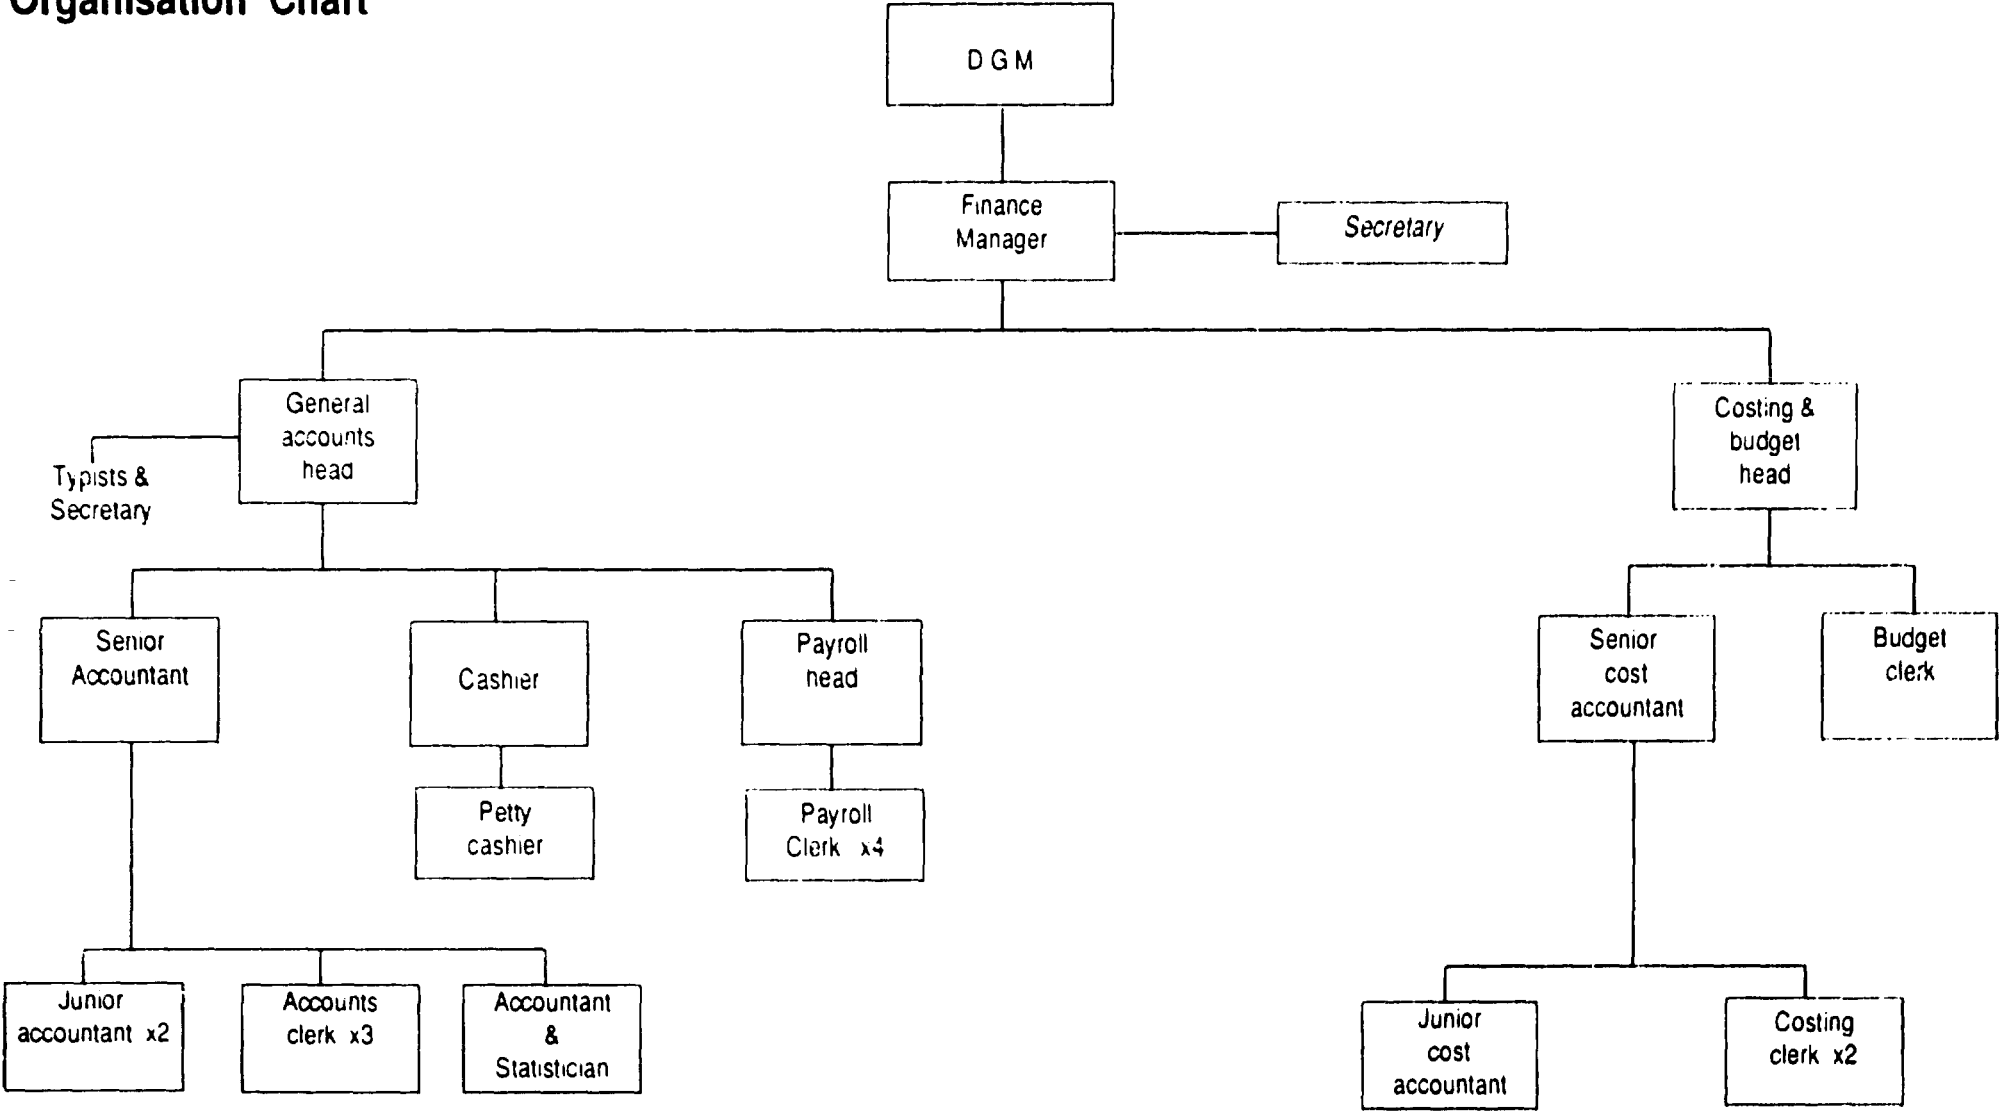 Organisation Chart
D G M
Finance
Manager
Secretary
General
accounts
head
Typists &
Secretary
Costing &
budget
head
Senior
Accountant
Cashier
Payroll
head
Senior
cost
accountant
Budget
clerk
Petty
cashier
Payroll
Clerk x4
Junior
accountant x2
Accounts
clerk x3
Accountant
&
Statistician
Junior
cost
accountant
Costing
clerk x2